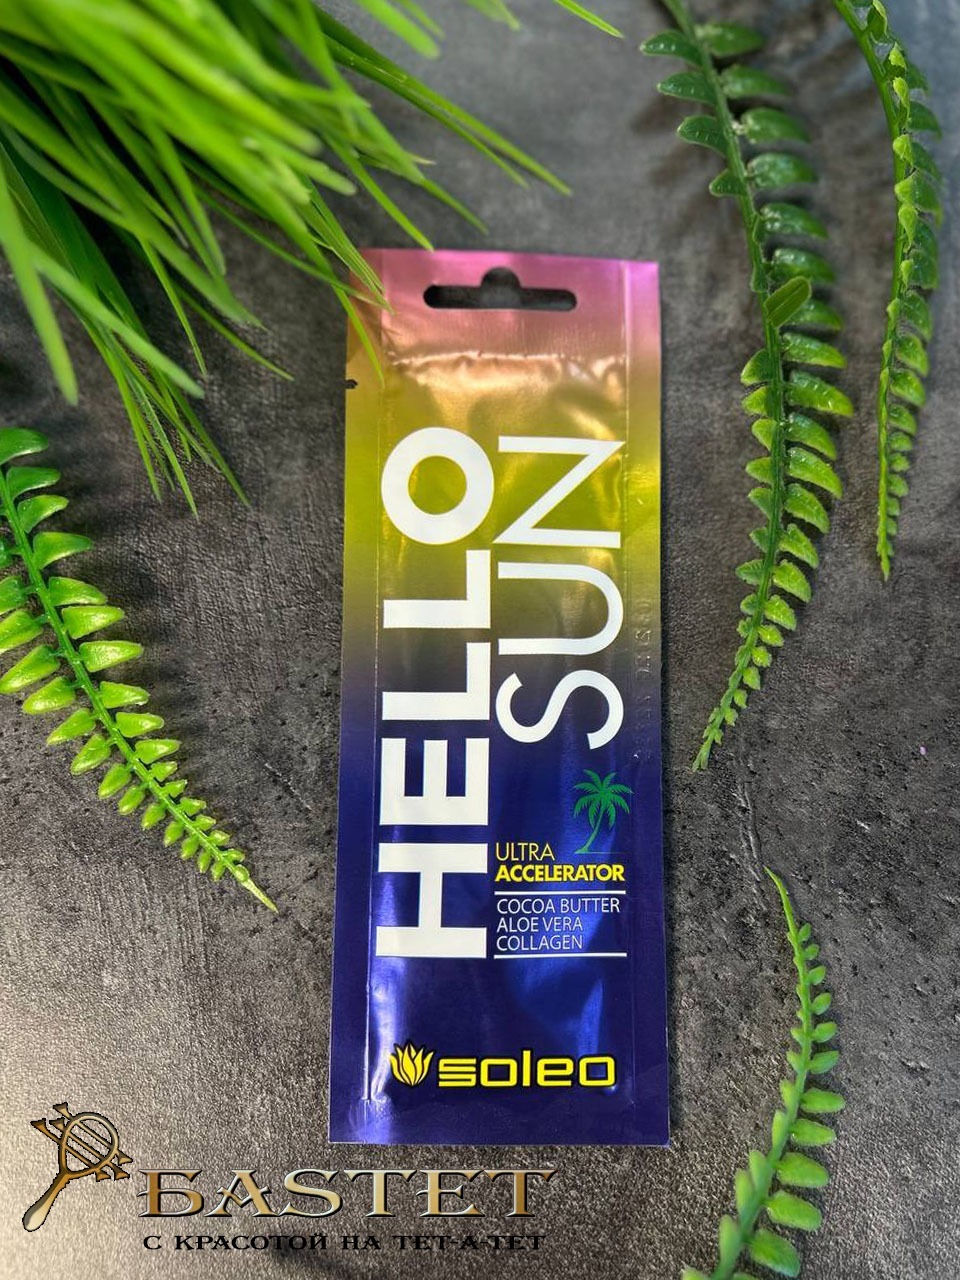 HELLO
SUN
ULTRA
ACCELERATOR
COCOA BUTTER
ALOE VERA
COLLAGEN
soleo
БАСТЕТ
С КРАСОТОЙ НА ТЕТ-А-ТЕТ